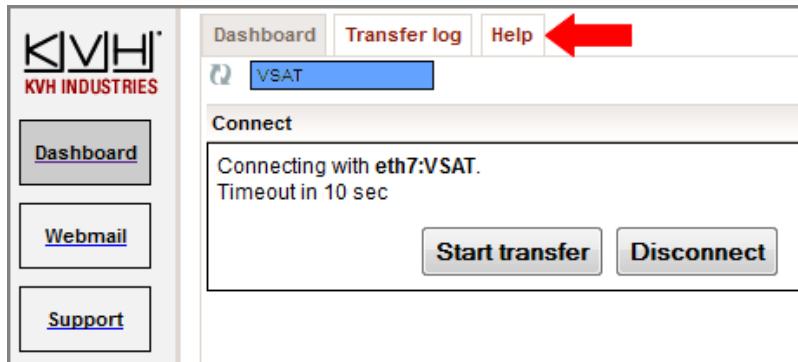 KVH
KVH INDUSTRIES
Dashboard
Webmail
Support
Dashboard Transfer log Help
VSAT
Connect
Connecting with eth7:VSAT.
Timeout in 10 sec
Start transfer Disconnect